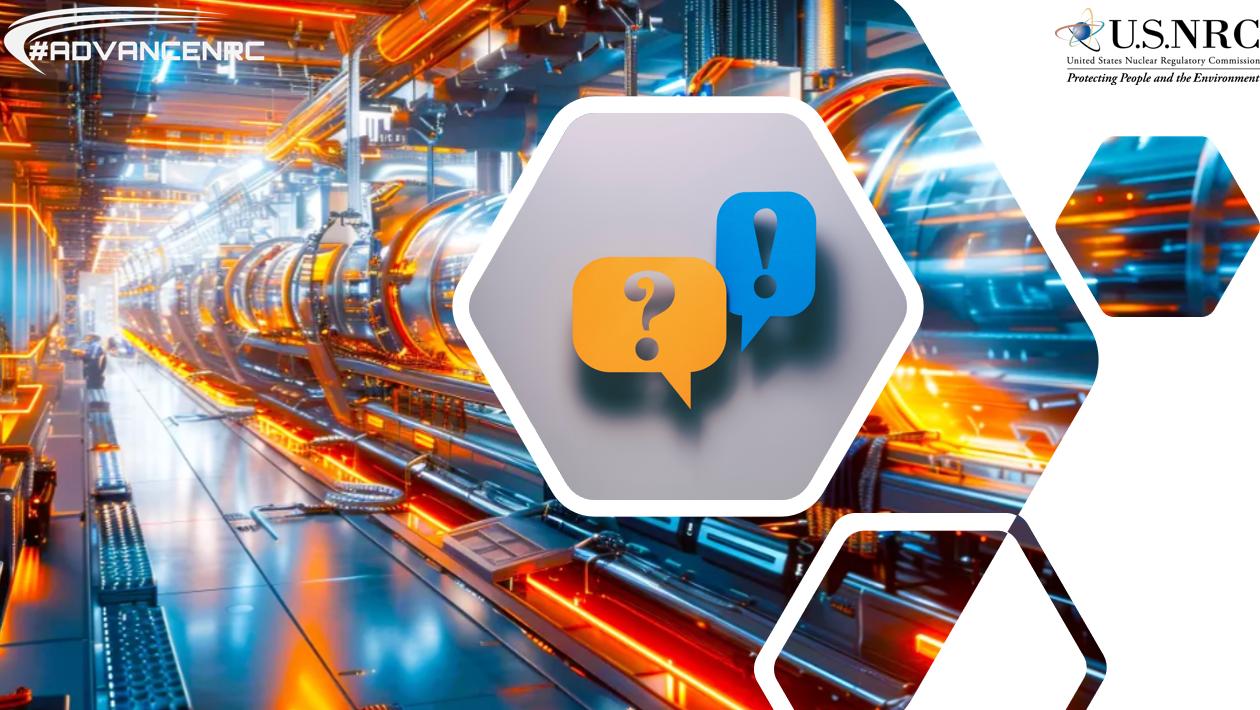 #ADVANCENRC
U.S.NRC
United States Nuclear Regulatory Commission
Protecting People and the Environment
?
!